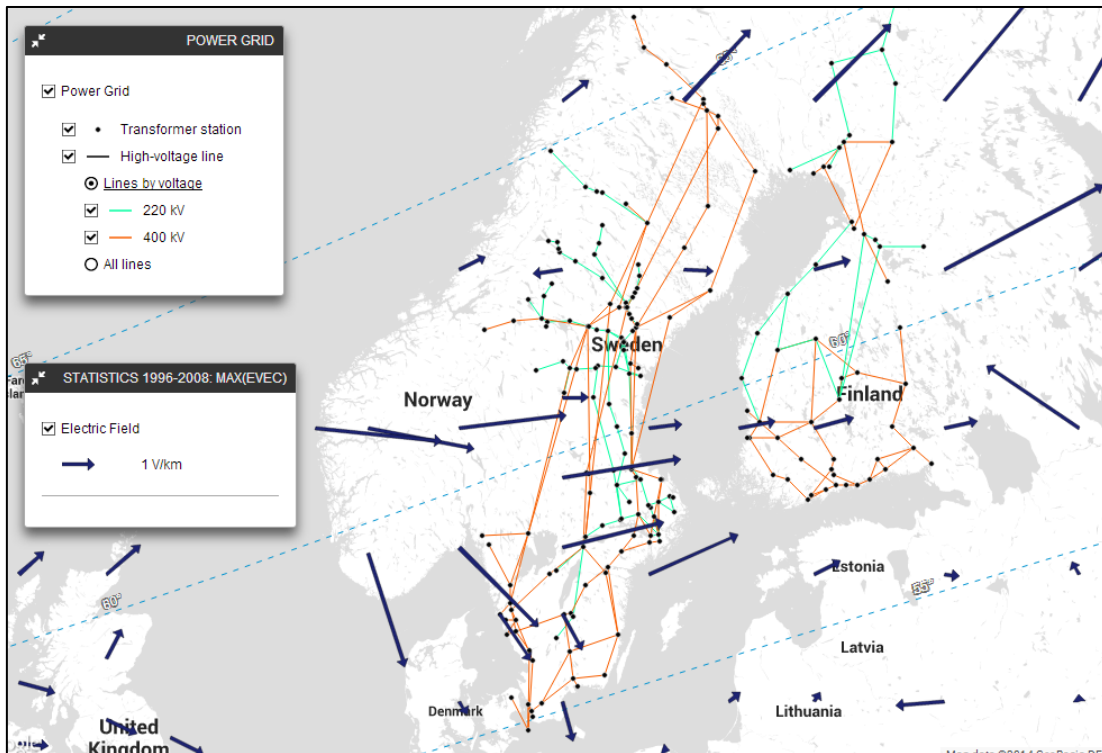 POWER GRID
Power Grid
Transformer station
High-voltage line
Lines by voltage
220 kV
400 kV
All lines
65°
65°
STATISTICS 1996-2008: MAX(EVEC)
Electric Field
1 V/km
Sweden
60°
Norway
Finland
Estonia
55°
60°
Latvia
Denmark
Lithuania
United
Kingdom